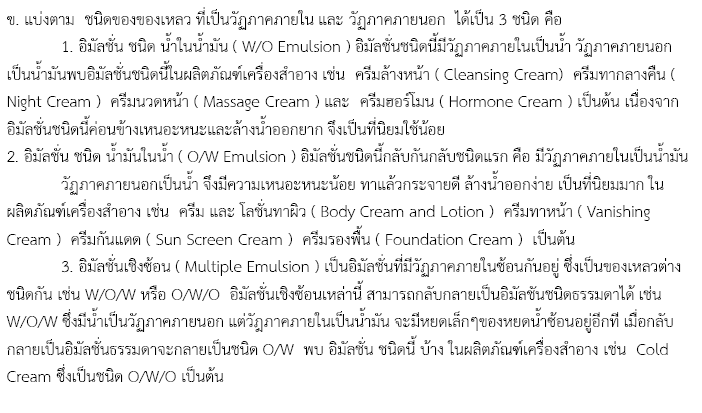 ข. แบ่งตาม  ชนิดของของเหลว ที่เป็นวัฏภาคภายใน และ วัฏภาคภายนอก  ได้เป็น 3 ชนิด คือ
1. อิมัลชั่น ชนิด น้ำในน้ำมัน ( W/O Emulsion ) อิมัลชั่นชนิดนี้มีวัฏภาคภายในเป็นน้ำ วัฏภาคภายนอก
เป็นน้ำมันพบอิมัลชั่นชนิดนี้ในผลิตภัณฑ์เครื่องสำอาง เช่น  ครีมล้างหน้า ( Cleansing Cream)  ครีมทากลางคืน (
Night Cream )  ครีมนวดหน้า ( Massage Cream ) และ  ครีมฮอร์โมน ( Hormone Cream ) เป็นต้น เนื่องจาก
อิมัลชั่นชนิดนี้ค่อนข้างเหนอะหนะและล้างน้ำออกยาก จึงเป็นที่นิยมใช้น้อย
2. อิมัลชั่น ชนิด น้ำมันในน้ำ ( O/W Emulsion ) อิมัลชั่นชนิดนี้กลับกันกลับชนิดแรก คือ มีวัฏภาคภายในเป็นน้ำมัน
วัฏภาคภายนอกเป็นน้ำ จึงมีความเหนอะหนะน้อย ทาแล้วกระจายดี ล้างน้ำออกง่าย เป็นที่นิยมมาก ใน
ผลิตภัณฑ์เครื่องสำอาง เช่น  ครีม และ โลชั่นทาผิว ( Body Cream and Lotion )  ครีมทาหน้า ( Vanishing
Cream )  ครีมกันแดด ( Sun Screen Cream )  ครีมรองพื้น ( Foundation Cream )  เป็นต้น
3. อิมัลชั่นเชิงซ้อน ( Multiple Emulsion ) เป็นอิมัลชั่นที่มีวัฏภาคภายในซ้อนกันอยู่ ซึ่งเป็นของเหลวต่าง
ชนิดกัน เช่น W/O/W หรือ O/W/O  อิมัลชั่นเชิงซ้อนเหล่านี้ สามารถกลับกลายเป็นอิมัลชันชนิดธรรมดาได้ เช่น
W/O/W ซึ่งมีน้ำเป็นวัฏภาคภายนอก แต่วัฎภาคภายในเป็นน้ำมัน จะมีหยดเล็กๆของหยดน้ำซ้อนอยู่อีกที เมื่อกลับ
กลายเป็นอิมัลชั่นธรรมดาจะกลายเป็นชนิด O/W  พบ อิมัลชั่น ชนิดนี้ บ้าง ในผลิตภัณฑ์เครื่องสำอาง เช่น  Cold
Cream ซึ่งเป็นชนิด O/W/O เป็นต้น